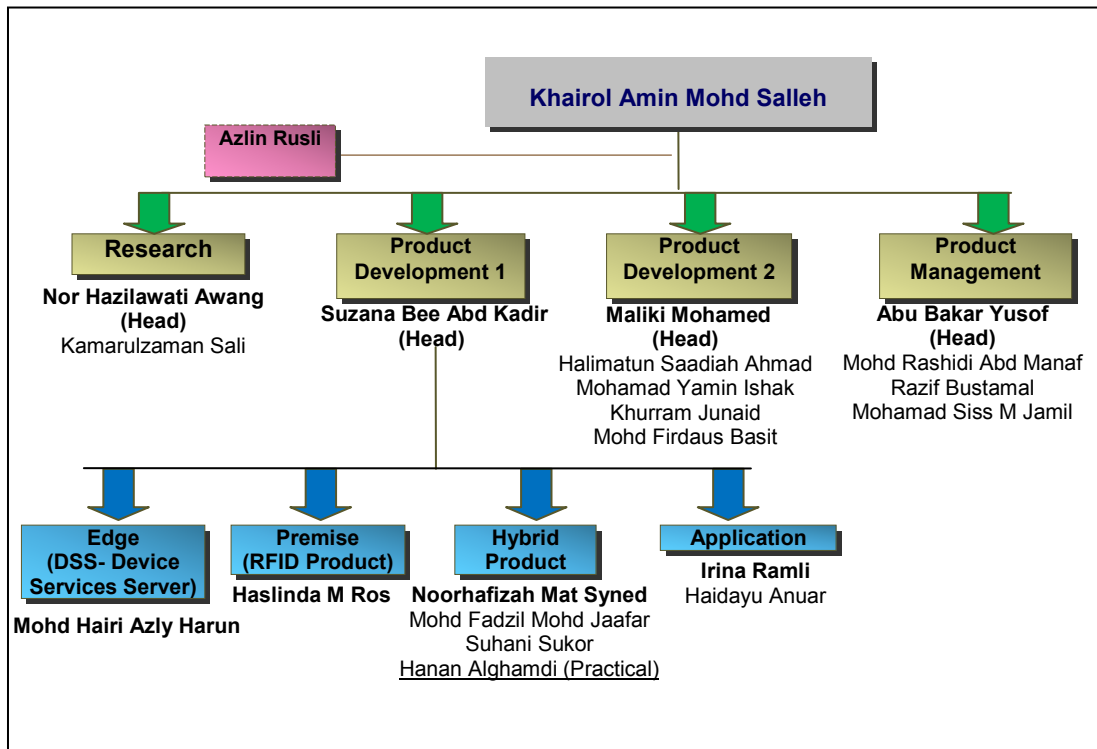 Khairol Amin Mohd Salleh
Azlin Rusli
Research
Nor Hazilawati Awang
(Head)
Kamarulzaman Sali
Product
Development 1
Suzana Bee Abd Kadir
(Head)
Product
Development 2
Maliki Mohamed
(Head)
Halimatun Saadiah Ahmad
Mohamad Yamin Ishak
Khurram Junaid
Mohd Firdaus Basit
Product
Management
Abu Bakar Yusof
(Head)
Mohd Rashidi Abd Manaf
Razif Bustamal
Mohamad Siss M Jamil
Edge
(DSS- Device
Services Server)
Mohd Hairi Azly Harun
Premise
(RFID Product)
Haslinda M Ros
Hybrid
Product
Noorhafizah Mat Syned
Mohd Fadzil Mohd Jaafar
Suhani Sukor
Hanan Alghamdi (Practical)
Application
Irina Ramli
Haidayu Anuar